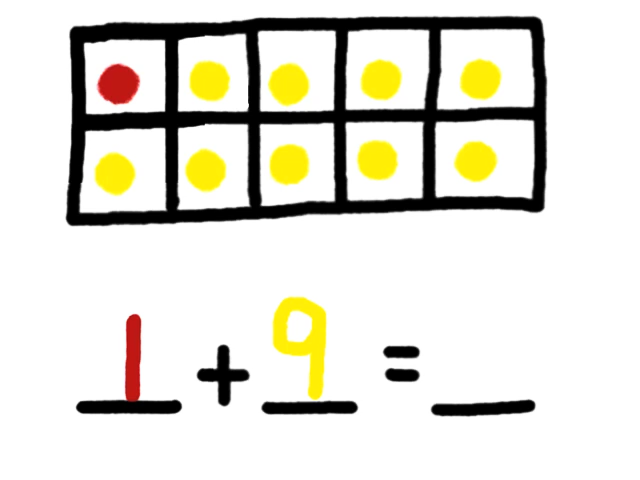 1 + 9 = __